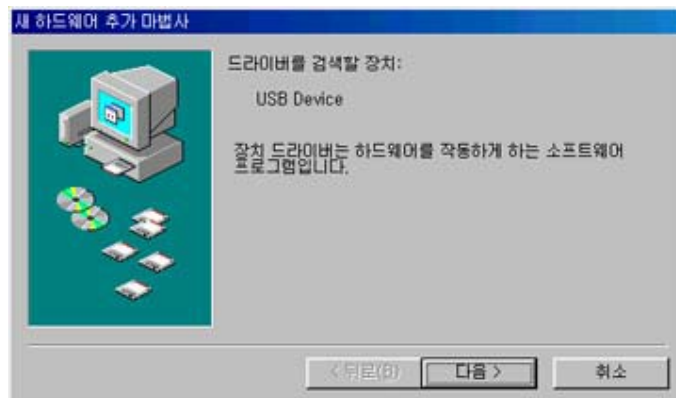 새 하드웨어 추가 마법사
드라이버를 검색할 장치:
USB Device
장치 드라이버는 하드웨어를 작동하게 하는 소프트웨어
프로그램입니다.
< 뒤로(B)
다음 >
취소